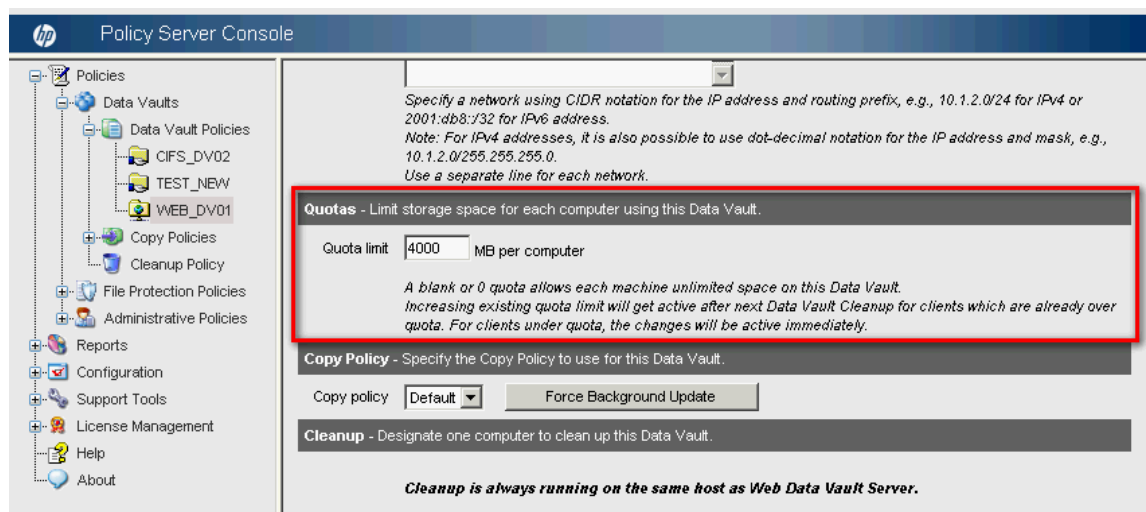 hp
Policy Server Console
Policies
Data Vaults
Data Vault Policies
CIFS_DV02
TEST_NEW
WEB_DV01
Copy Policies
Cleanup Policy
File Protection Policies
Administrative Policies
Reports
Configuration
Support Tools
License Management
Help
About
Specify a network using CIDR notation for the IP address and routing prefix, e.g., 10.1.2.0/24 for IPv4 or
2001:db8::/32 for IPv6 address.
Note: For IPv4 addresses, it is also possible to use dot-decimal notation for the IP address and mask, e.g.,
10.1.2.0/255.255.255.0.
Use a separate line for each network.
Quotas - Limit storage space for each computer using this Data Vault.
Quota limit 4000 MB per computer
A blank or 0 quota allows each machine unlimited space on this Data Vault.
Increasing existing quota limit will get active after next Data Vault Cleanup for clients which are already over
quota. For clients under quota, the changes will be active immediately.
Copy Policy - Specify the Copy Policy to use for this Data Vault.
Copy policy Default Force Background Update
Cleanup - Designate one computer to clean up this Data Vault.
Cleanup is always running on the same host as Web Data Vault Server.